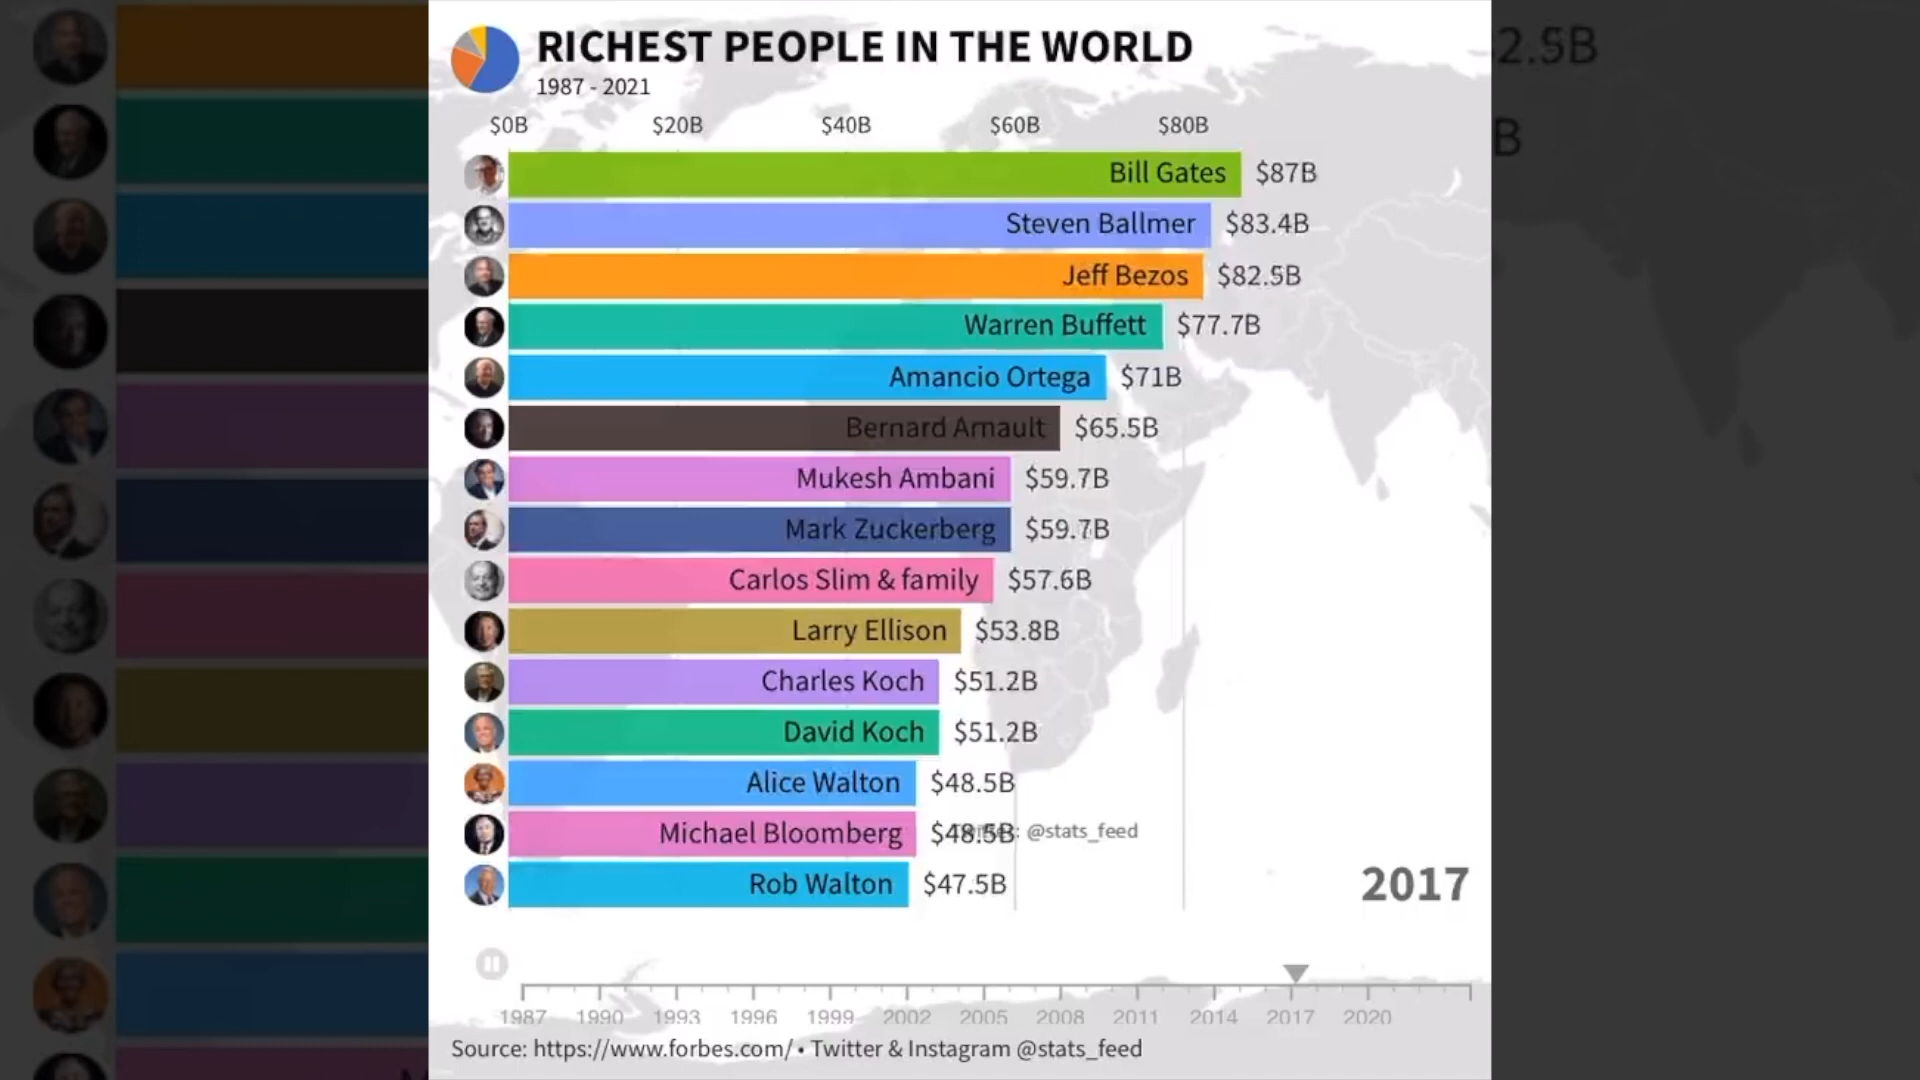 RICHEST PEOPLE IN THE WORLD
1987 - 2021
$0B $20B $40B $60B $80B
Bill Gates $87B
Steven Ballmer $83.4B
Jeff Bezos $82.5B
Warren Buffett $77.7B
Amancio Ortega $71B
Bernard Arnault $65.5B
Mukesh Ambani $59.7B
Mark Zuckerberg $59.7B
Carlos Slim & family $57.6B
Larry Ellison $53.8B
Charles Koch $51.2B
David Koch $51.2B
Alice Walton $48.5B
Michael Bloomberg $48.5B @stats_feed
Rob Walton $47.5B
2017
1987 1990 1993 1996 1999 2002 2005 2008 2011 2014 2017 2020
Source: https://www.forbes.com/ • Twitter & Instagram @stats_feed
2.5B
B